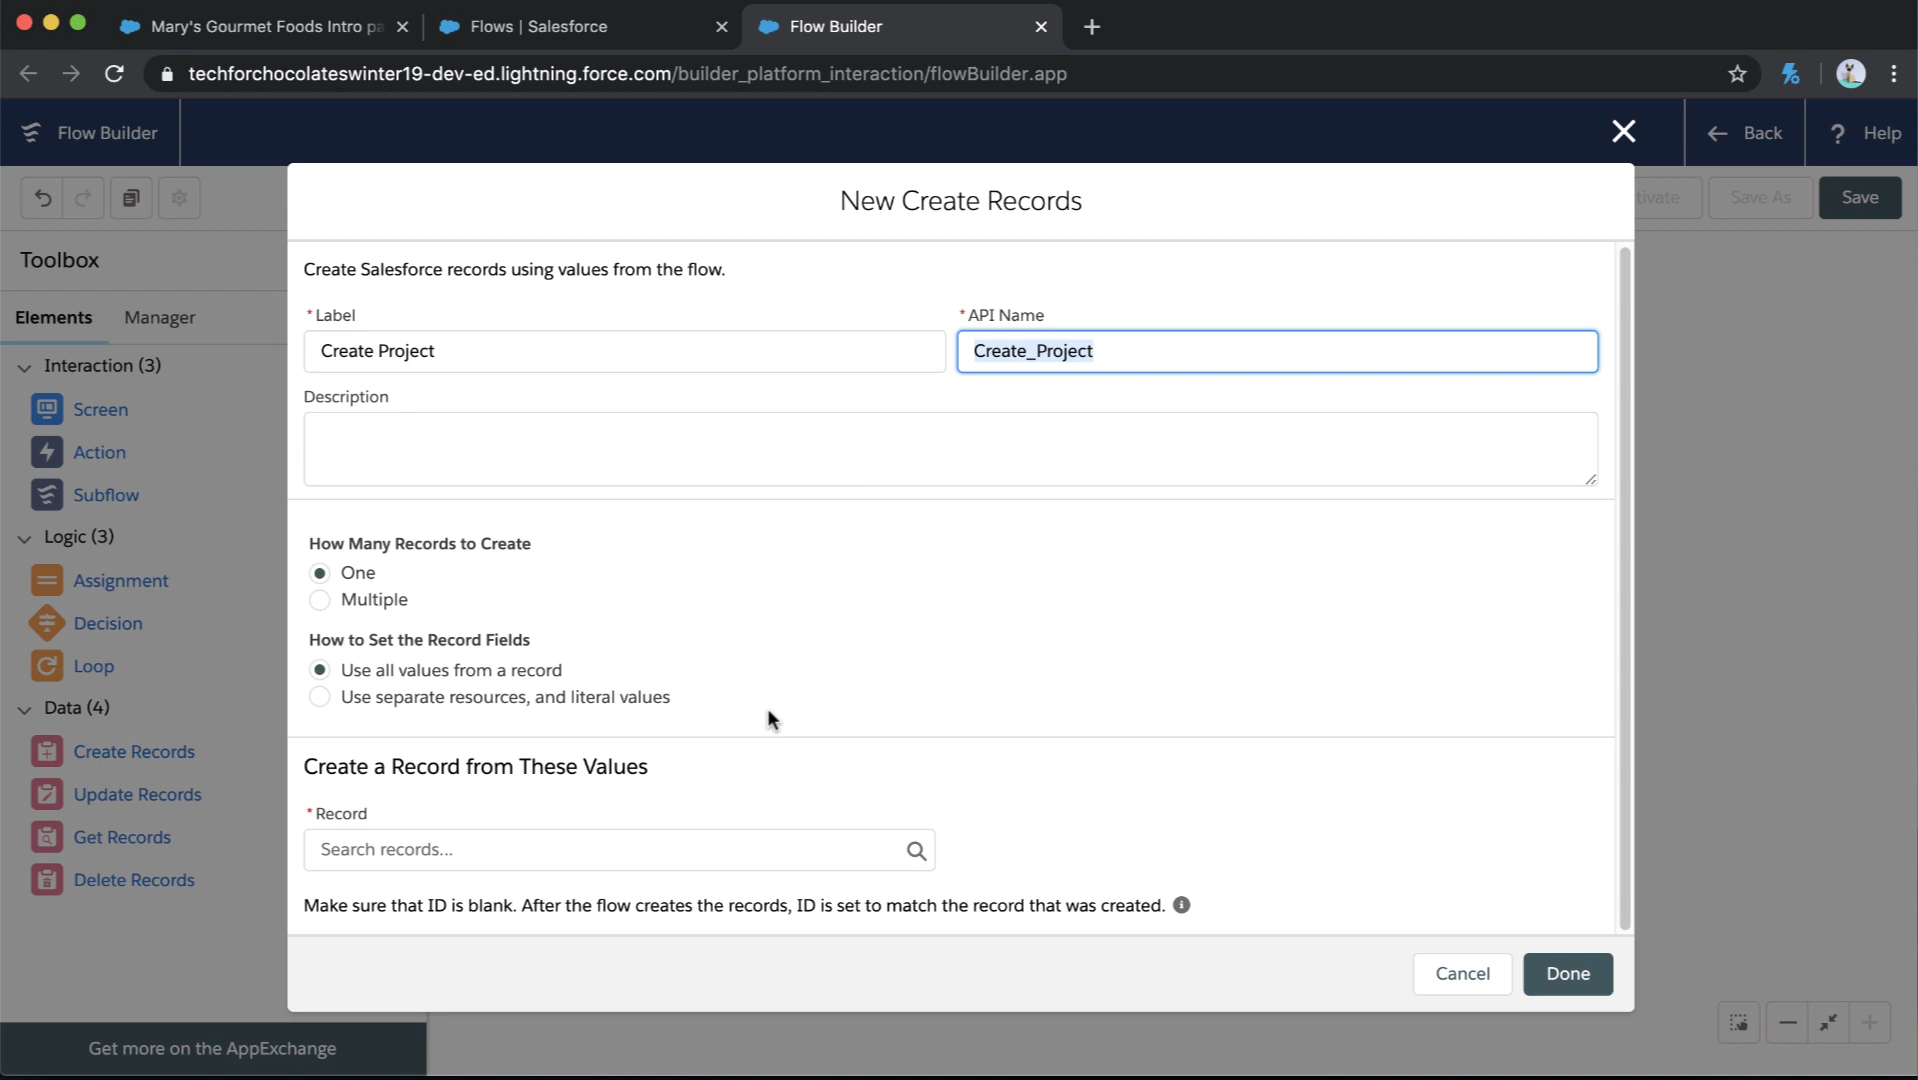 Mary's Gourmet Foods Intro pa
Flows | Salesforce
Flow Builder
techforchocolateswinter19-dev-ed.lightning.force.com/builder_platform_interaction/flowBuilder.app
Flow Builder
Back
? Help
tivate
Save As
Save
New Create Records
Toolbox
Elements
Manager
Interaction (3)
Screen
Action
Subflow
Logic (3)
Assignment
Decision
Loop
Data (4)
Create Records
Update Records
Get Records
Delete Records
Get more on the AppExchange
Create Salesforce records using values from the flow.
* Label
Create Project
* API Name
Create_Project
Description
How Many Records to Create
One
Multiple
How to Set the Record Fields
Use all values from a record
Use separate resources, and literal values
Create a Record from These Values
* Record
Search records...
Make sure that ID is blank. After the flow creates the records, ID is set to match the record that was created.
Cancel
Done